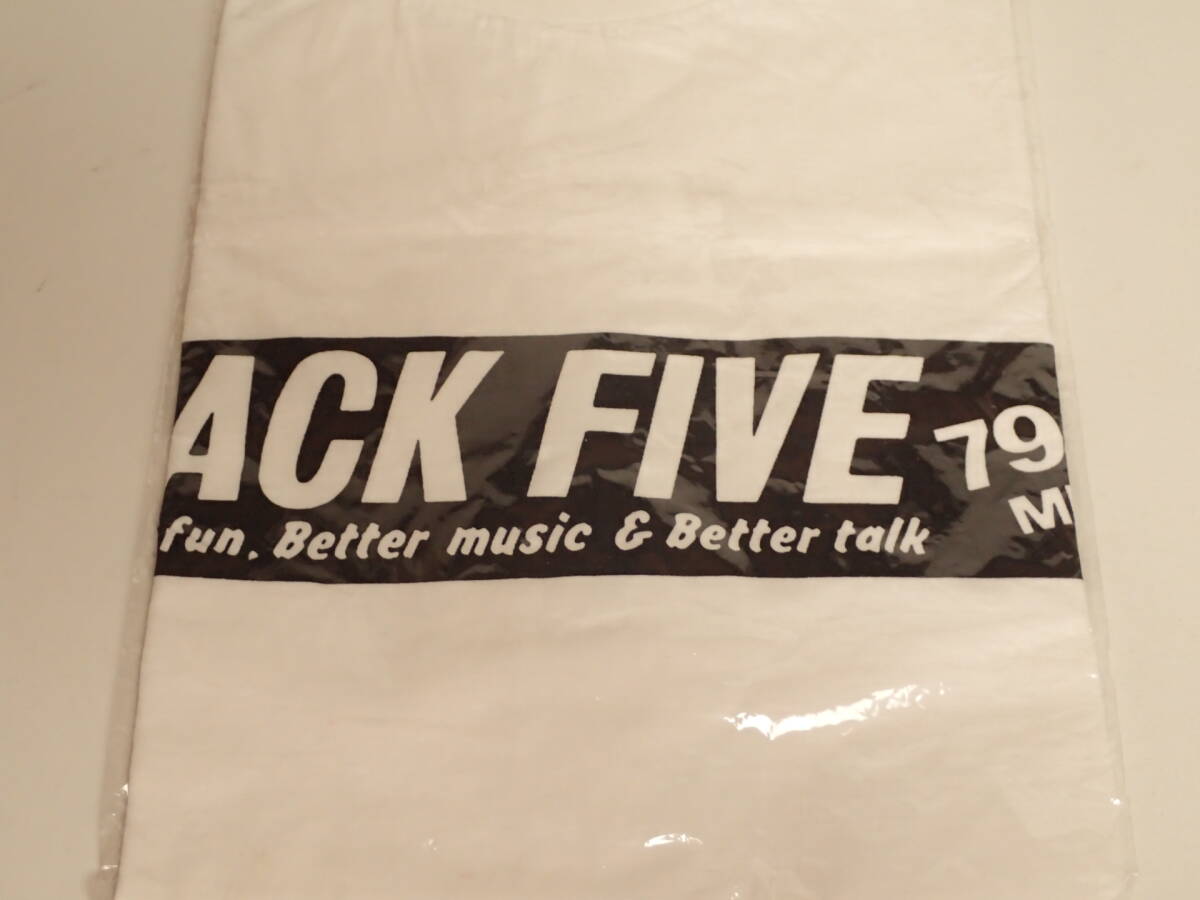 ACK FIVE 79
M
fun. Better music & Better talk